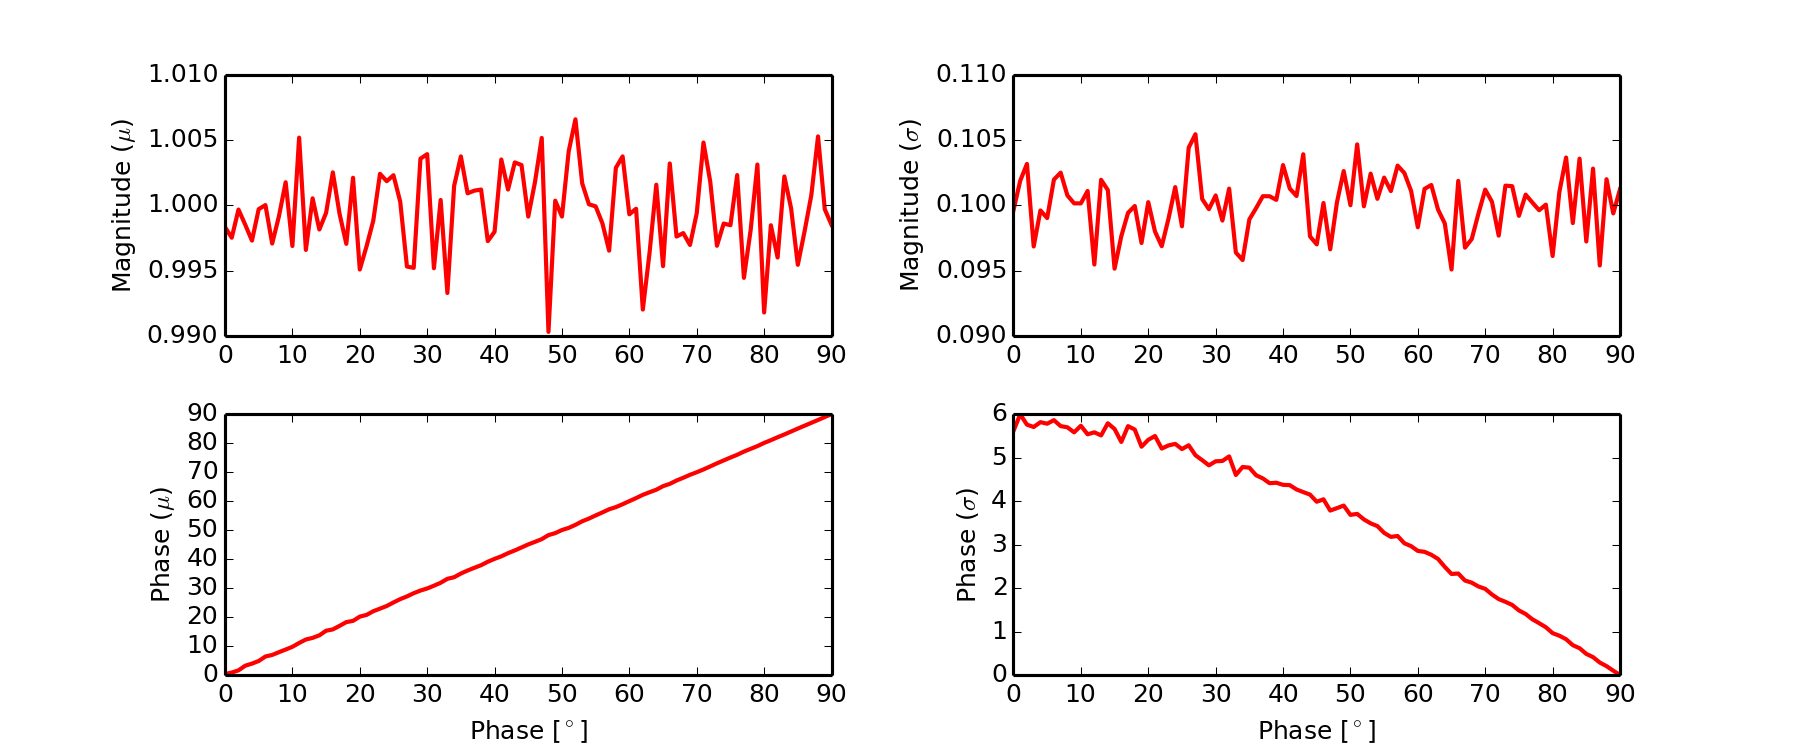 Magnitude (μ)
1.010
1.005
1.000
0.995
0.990
0 10 20 30 40 50 60 70 80 90
Magnitude (σ)
0.110
0.105
0.100
0.095
0.090
0 10 20 30 40 50 60 70 80 90
Phase (μ)
90
80
70
60
50
40
30
20
10
0
0 10 20 30 40 50 60 70 80 90
Phase [°]
Phase (σ)
6
5
4
3
2
1
0
0 10 20 30 40 50 60 70 80 90
Phase [°]